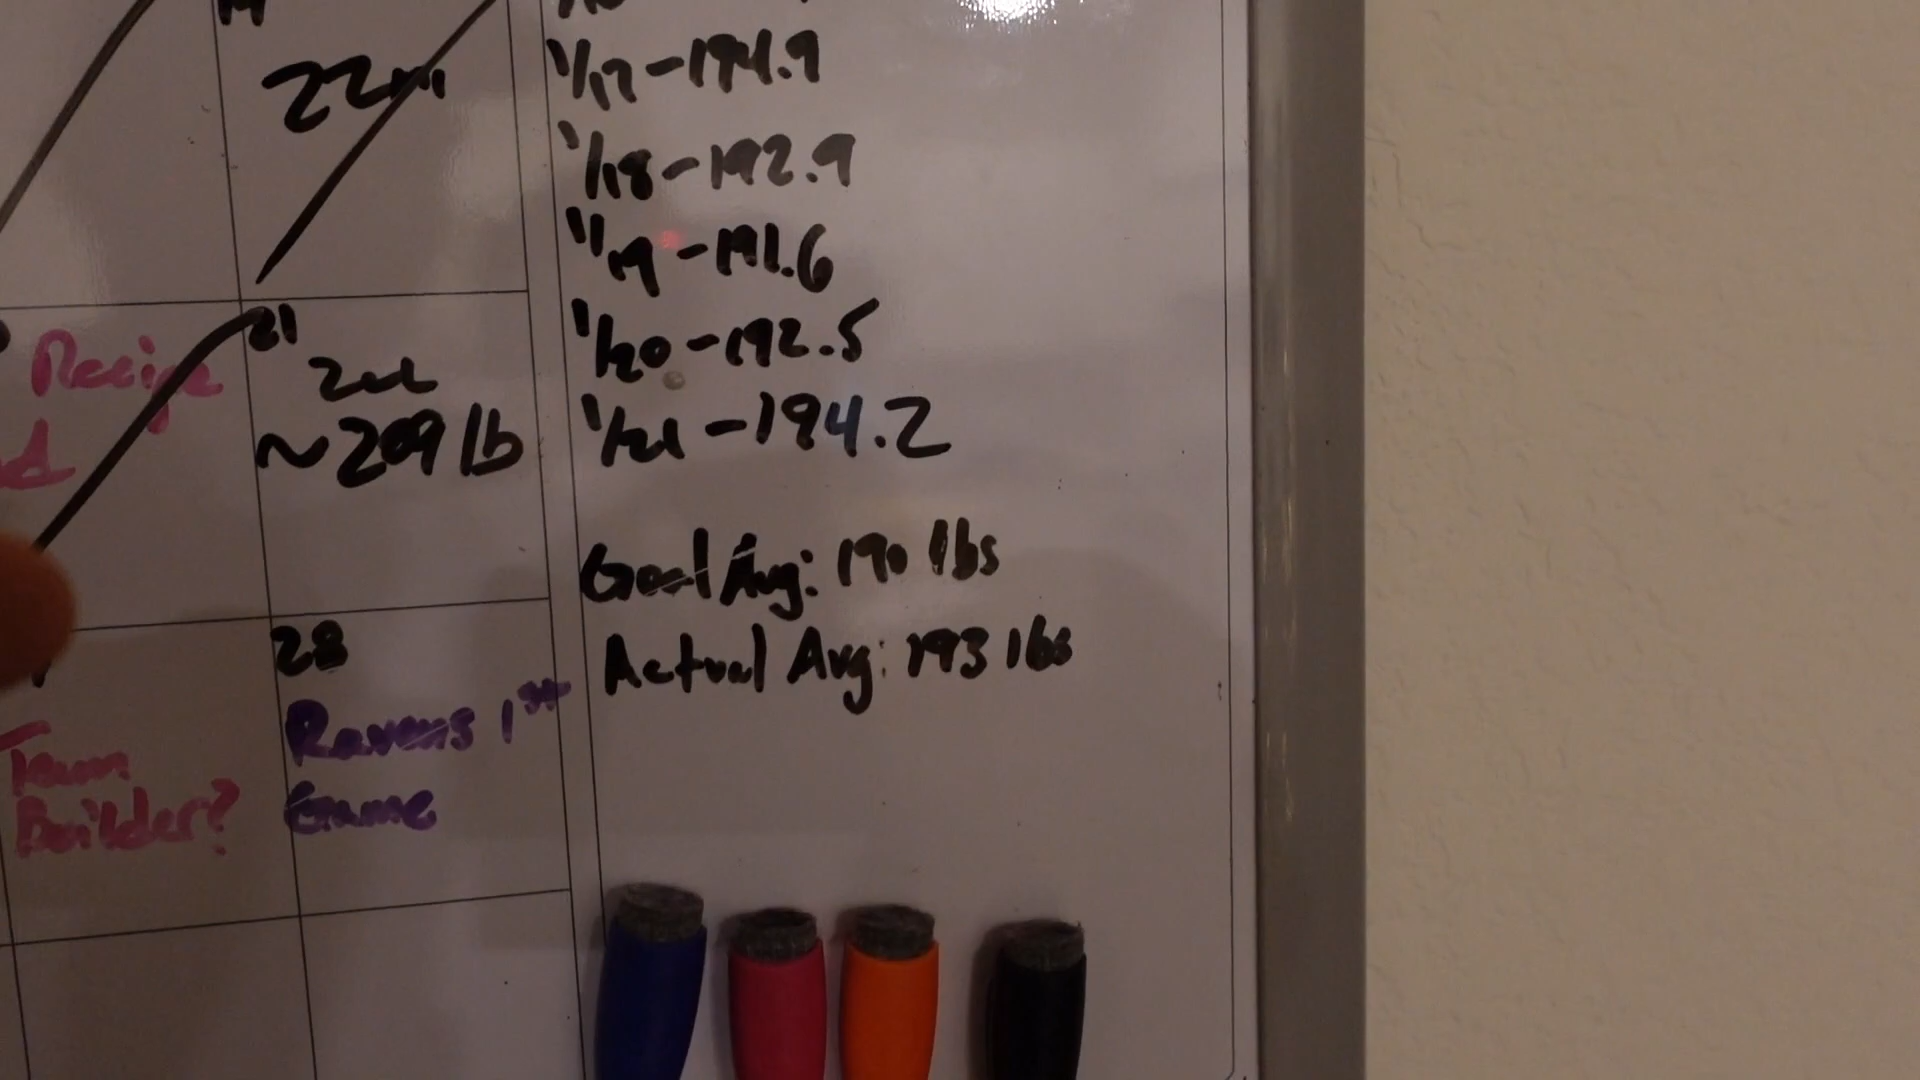 22m
21
2nd
~209 lb
Recipe
28
Ravens 1st
Game
Team
Builder?
1/17 - 194.9
1/18 - 192.9
1/19 - 191.6
1/20 - 192.5
1/21 - 194.2
Goal Avg: 190 lbs
Actual Avg: 193 lbs